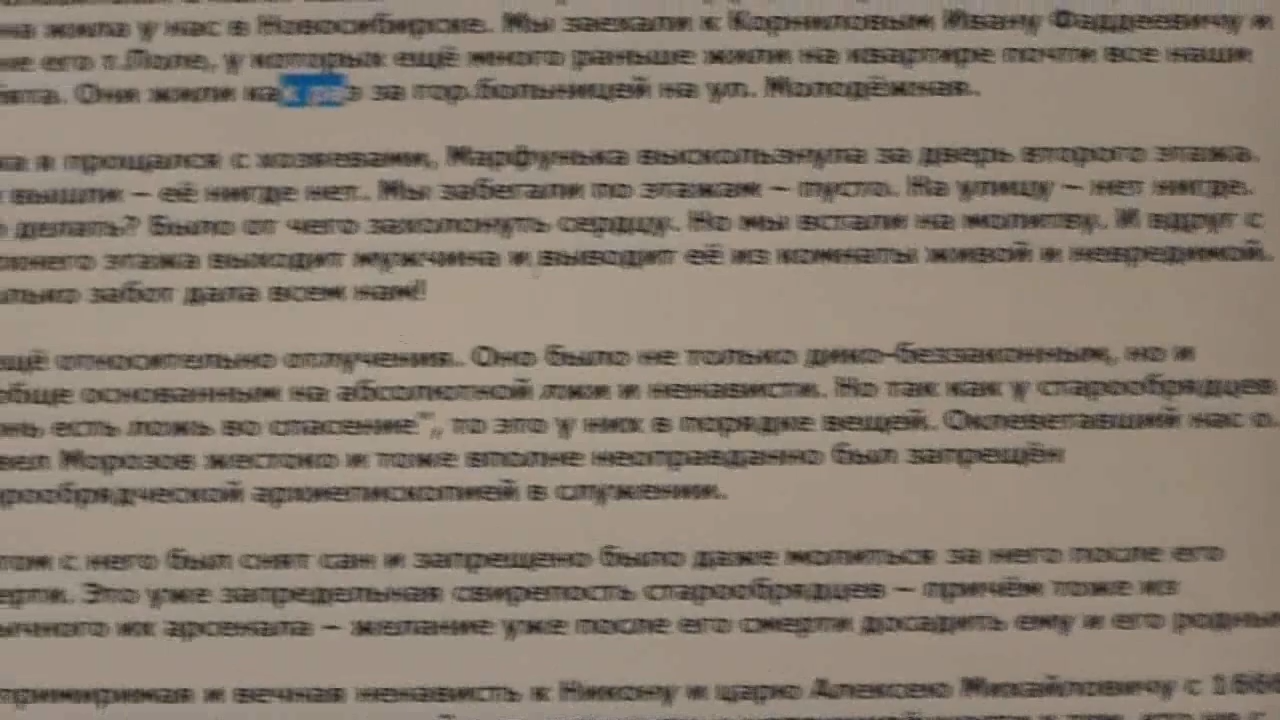 жила у нас в Новосибирске. Мы заехали к Корниловым Ивану Фаддеевичу и
его т.Поле, у которых ещё много раньше жили на квартире почти все наши
Они жили как раз за гор.больницей на ул. Молодёжная.
я прощался с хозяевами, Марфунька выскользнула за дверь второго этажа.
вышли – её нигде нет.. Мы забегали по этажам – пусто. На улицу – нет нигде.
делать? Было от чего захолонуть сердцу. Но мы встали на молитву. И вдруг с
этажа выходит мужчина и выводит её из комнаты живой и невредимой.
забот дала всем нам!
относительно отлучения. Оно было не только дико-беззаконным, но и
основанным на абсолютной лжи и ненависти. Но так как у старообрядцев
есть ложь во спасение", то это у них в порядке вещей. Оклеветавший нас о.
Морозов жестоко и тоже вполне неоправданно был запрещён
архиепископией в служении.
с него был снят сан и запрещено было даже молиться за него после его
Это уже запредельная свирепость старообрядцев – причём тоже из
их арсенала – желание уже после его смерти досадить ему и его
и вечная ненависть к Никону и царю Алексею Михайловичу с